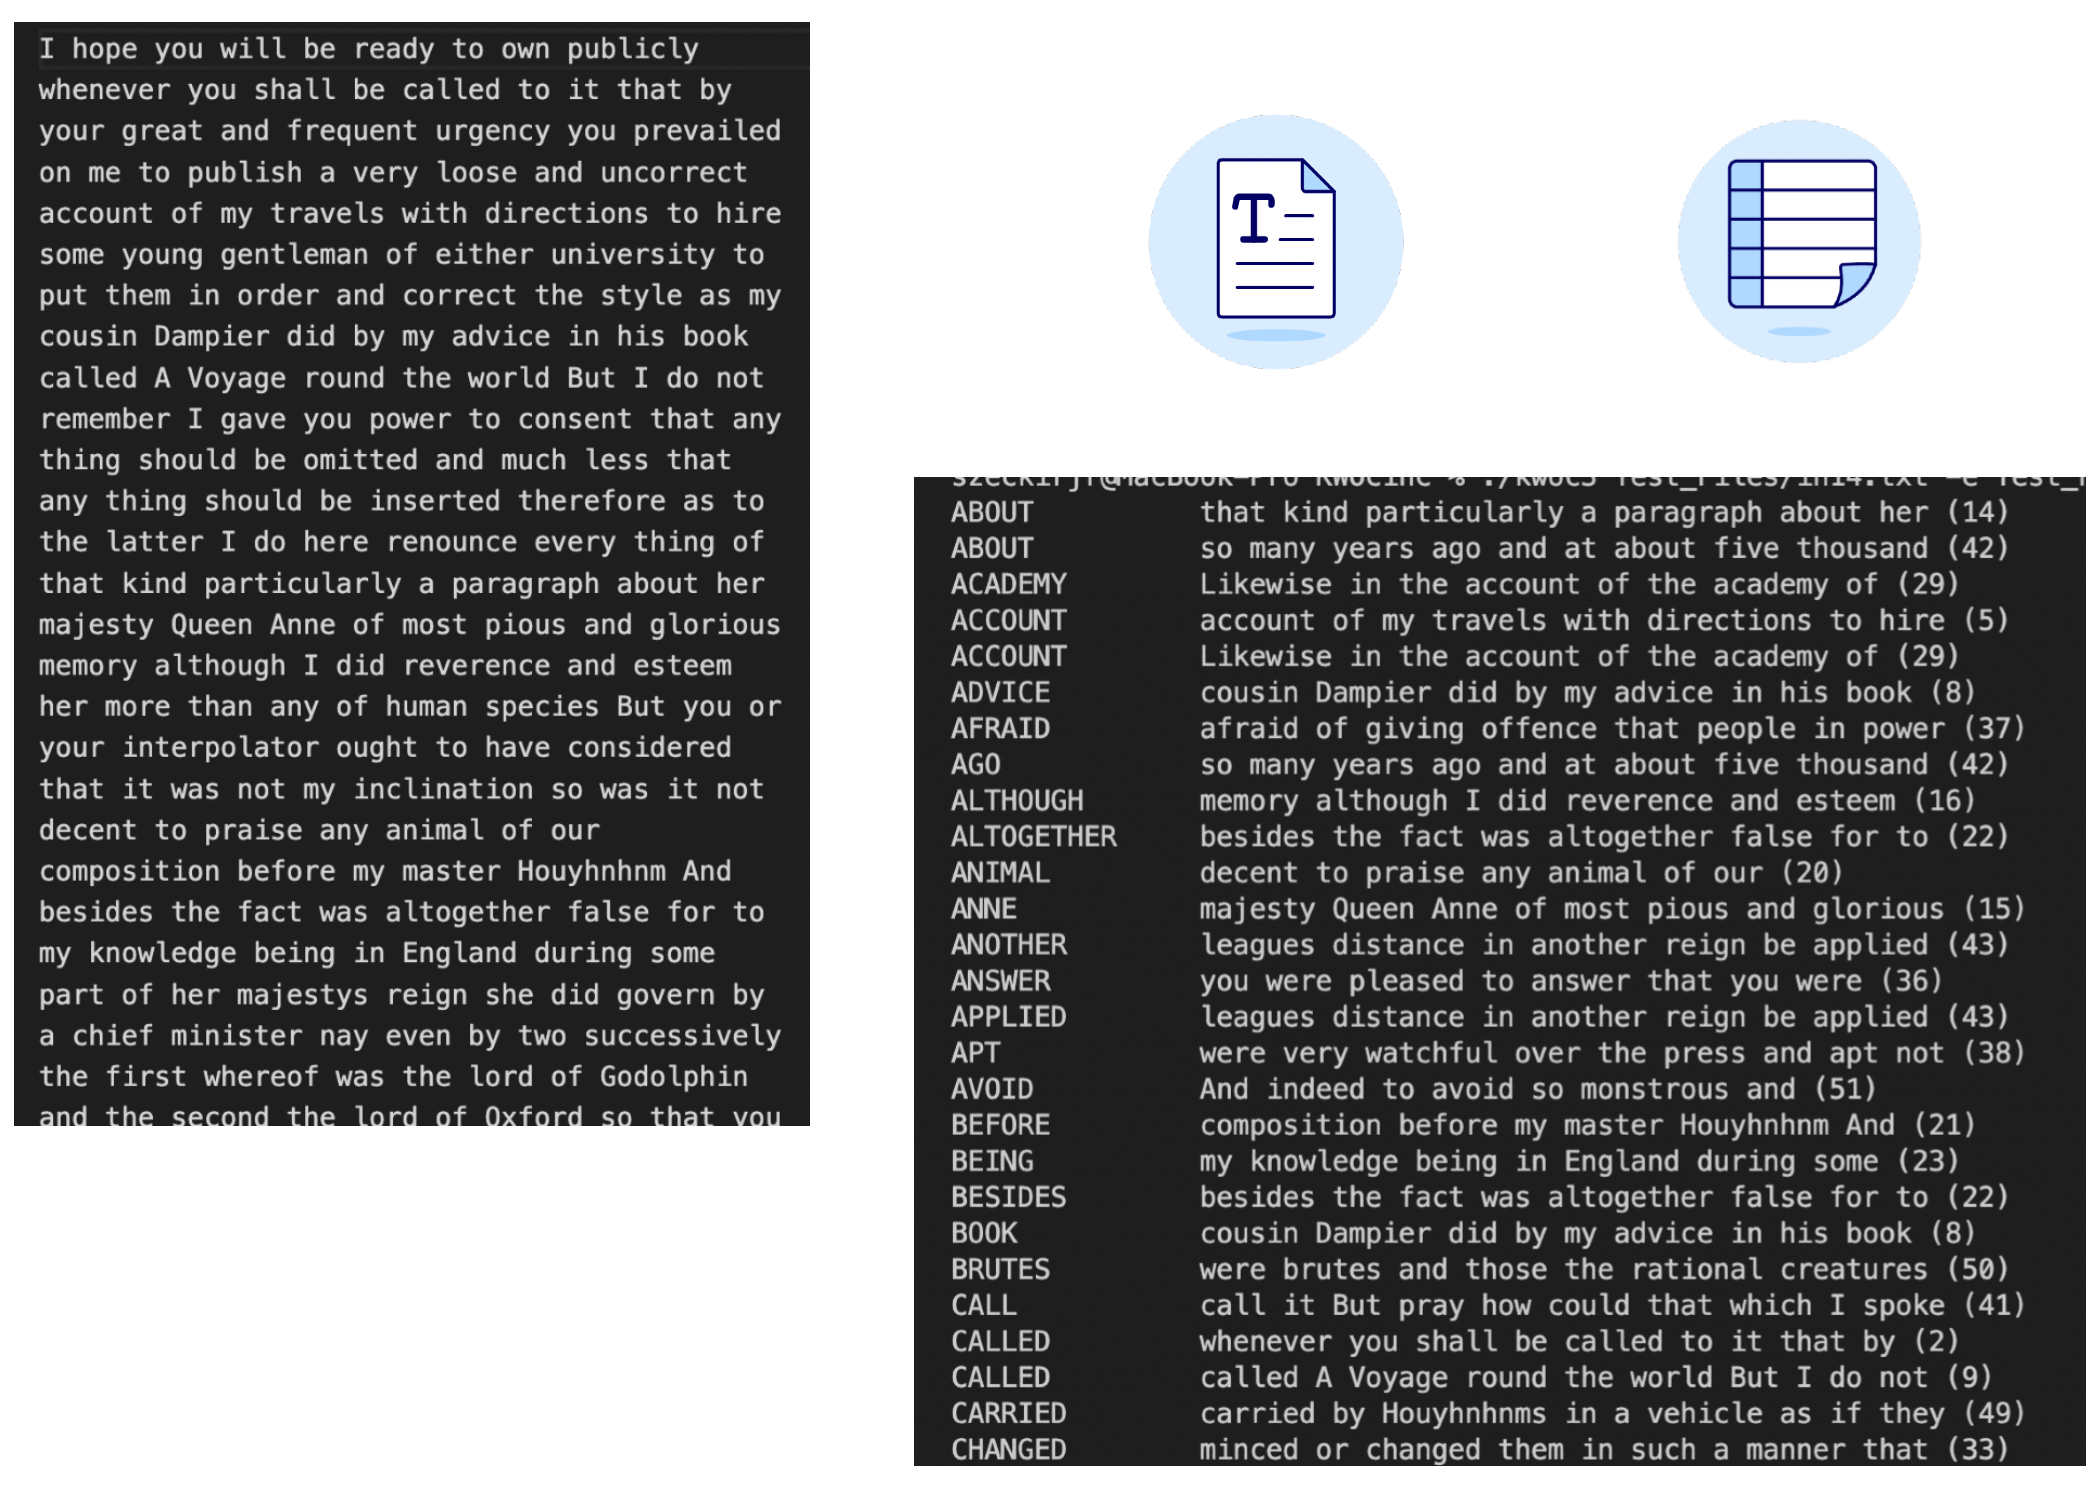 I hope you will be ready to own publicly
whenever you shall be called to it that by
your great and frequent urgency you prevailed
on me to publish a very loose and uncorrect
account of my travels with directions to hire
some young gentleman of either university to
put them in order and correct the style as my
cousin Dampier did by my advice in his book
called A Voyage round the world But I do not
remember I gave you power to consent that any
thing should be omitted and much less that
any thing should be inserted therefore as to
the latter I do here renounce every thing of
that kind particularly a paragraph about her
majesty Queen Anne of most pious and glorious
memory although I did reverence and esteem
her more than any of human species But you or
your interpolator ought to have considered
that it was not my inclination so was it not
decent to praise any animal of our
composition before my master Houyhnhnm And
besides the fact was altogether false for to
my knowledge being in England during some
part of her majestys reign she did govern by
a chief minister nay even by two successively
the first whereof was the lord of Godolphin
and the second the lord of Oxford so that you
T
szeckirjr@MacBook-Pro KWOCinC % ./kwoc3 Test_Files/in14.txt -e
ABOUT that kind particularly a paragraph about her (14)
ABOUT so many years ago and at about five thousand (42)
ACADEMY Likewise in the account of the academy of (29)
ACCOUNT account of my travels with directions to hire (5)
ACCOUNT Likewise in the account of the academy of (29)
ADVICE cousin Dampier did by my advice in his book (8)
AFRAID afraid of giving offence that people in power (37)
AGO so many years ago and at about five thousand (42)
ALTHOUGH memory although I did reverence and esteem (16)
ALTOGETHER besides the fact was altogether false for to (22)
ANIMAL decent to praise any animal of our (20)
ANNE majesty Queen Anne of most pious and glorious (15)
ANOTHER leagues distance in another reign be applied (43)
ANSWER you were pleased to answer that you were (36)
APPLIED leagues distance in another reign be applied (43)
APT were very watchful over the press and apt not (38)
AVOID And indeed to avoid so monstrous and (51)
BEFORE composition before my master Houyhnhnm And (21)
BEING my knowledge being in England during some (23)
BESIDES besides the fact was altogether false for to (22)
BOOK cousin Dampier did by my advice in his book (8)
BRUTES were brutes and those the rational creatures (50)
CALL call it But pray how could that which I spoke (41)
CALLED whenever you shall be called to it that by (2)
CALLED called A Voyage round the world But I do not (9)
CARRIED carried by Houyhnhnms in a vehicle as if they (49)
CHANGED minced or changed them in such a manner that (33)